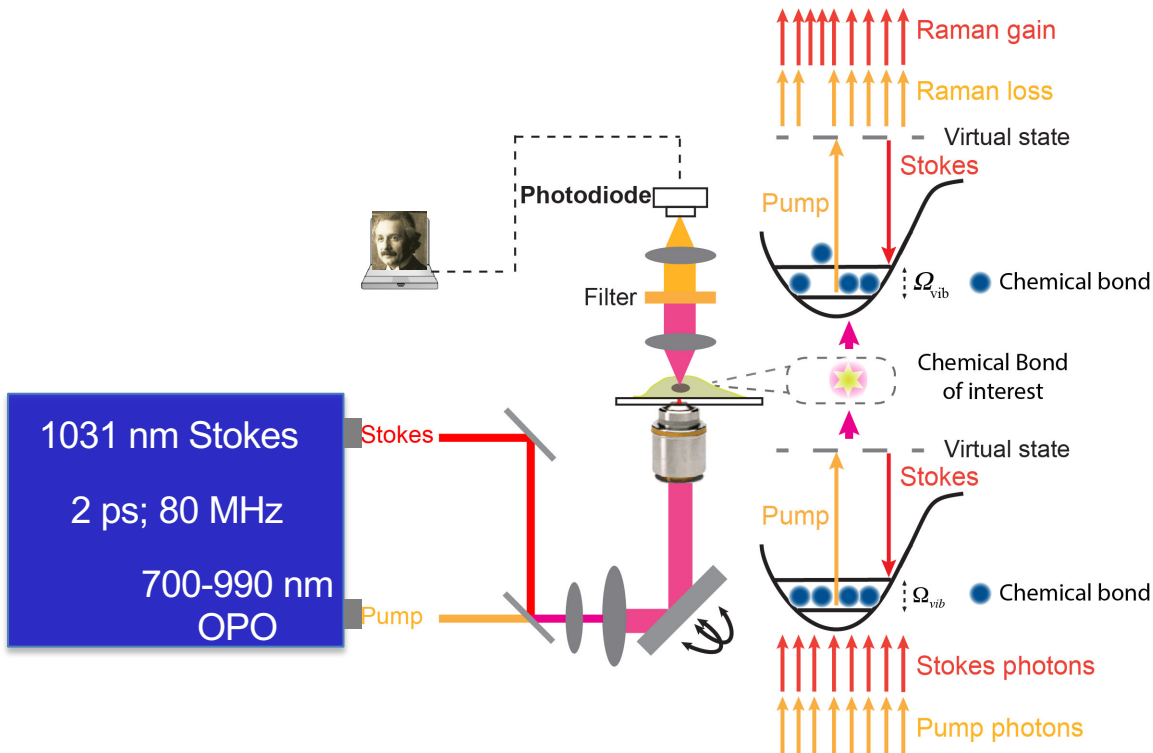 Raman gain
Raman loss
Virtual state
Stokes
Pump
Photodiode
Ωvib
Chemical bond
Filter
Chemical Bond
of interest
1031 nm Stokes
2 ps; 80 MHz
700-990 nm
OPO
Stokes
Pump
Virtual state
Stokes
Pump
Ωvib
Chemical bond
Stokes photons
Pump photons